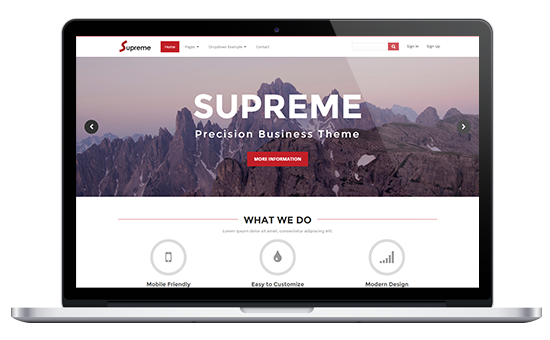 Supreme Home Pages Dropdown Example Contact Sign in Sign up
SUPREME
Precision Business Theme
MORE INFORMATION
WHAT WE DO
Lorem ipsum dolor sit amet, consectetur adipiscing elit.
Mobile Friendly Easy to Customize Modern Design